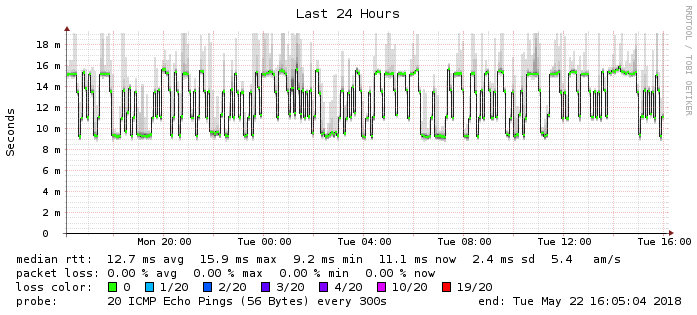 Last 24 Hours
RRDTOOL / TOBI OETIKER
Seconds
18 m
16 m
14 m
12 m
10 m
8 m
6 m
4 m
2 m
0
Mon 20:00 Tue 00:00 Tue 04:00 Tue 08:00 Tue 12:00 Tue 16:00
median rtt: 12.7 ms avg 15.9 ms max 9.2 ms min 11.1 ms now 2.4 ms sd 5.4 am/s
packet loss: 0.00 % avg 0.00 % max 0.00 % min 0.00 % now
loss color: 0 1/20 2/20 3/20 4/20 10/20 19/20
probe: 20 ICMP Echo Pings (56 Bytes) every 300s end: Tue May 22 16:05:04 2018